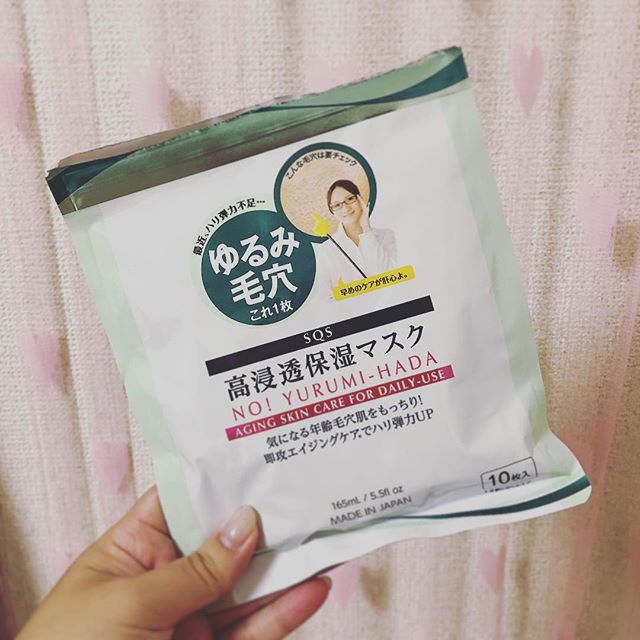 こんな毛穴は要チェック
最近、ハリ弾力不足…
ゆるみ
毛穴
これ1枚
早めのケアが肝心よ。
SQS
高浸透保湿マスク
NO! YURUMI-HADA
AGING SKIN CARE FOR DAILY-USE
気になる年齢毛穴肌をもっちり!
即攻エイジングケア。でハリ弾力UP
165mL / 5.5fl oz
MADE IN JAPAN
10枚入